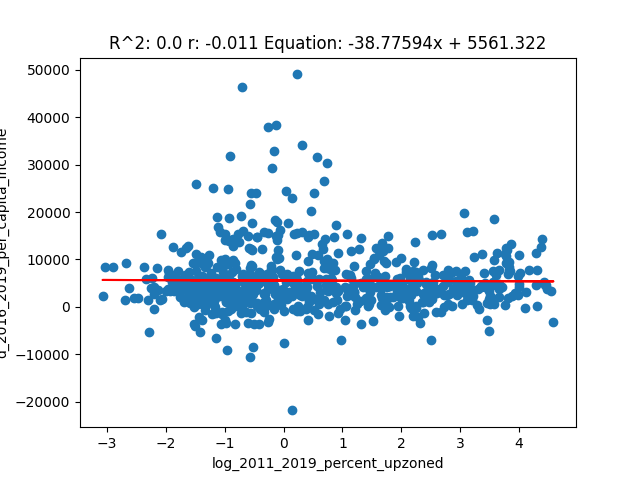 R^2: 0.0 r: -0.011 Equation: -38.77594x + 5561.322
50000
40000
30000
20000
10000
0
−10000
−20000
d_2016_2019_per_capita_income
−3 −2 −1 0 1 2 3 4
log_2011_2019_percent_upzoned